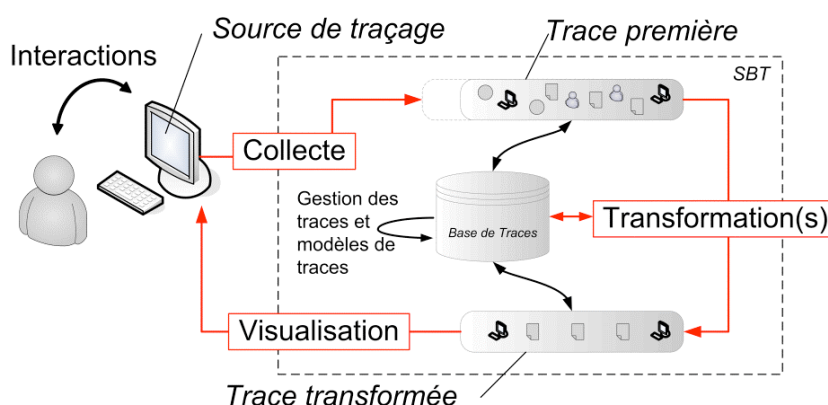 Source de traçage
Trace première
Interactions
SBT
Collecte
Gestion des
traces et
modèles de
traces
Base de Traces
Transformation(s)
Visualisation
Trace transformée